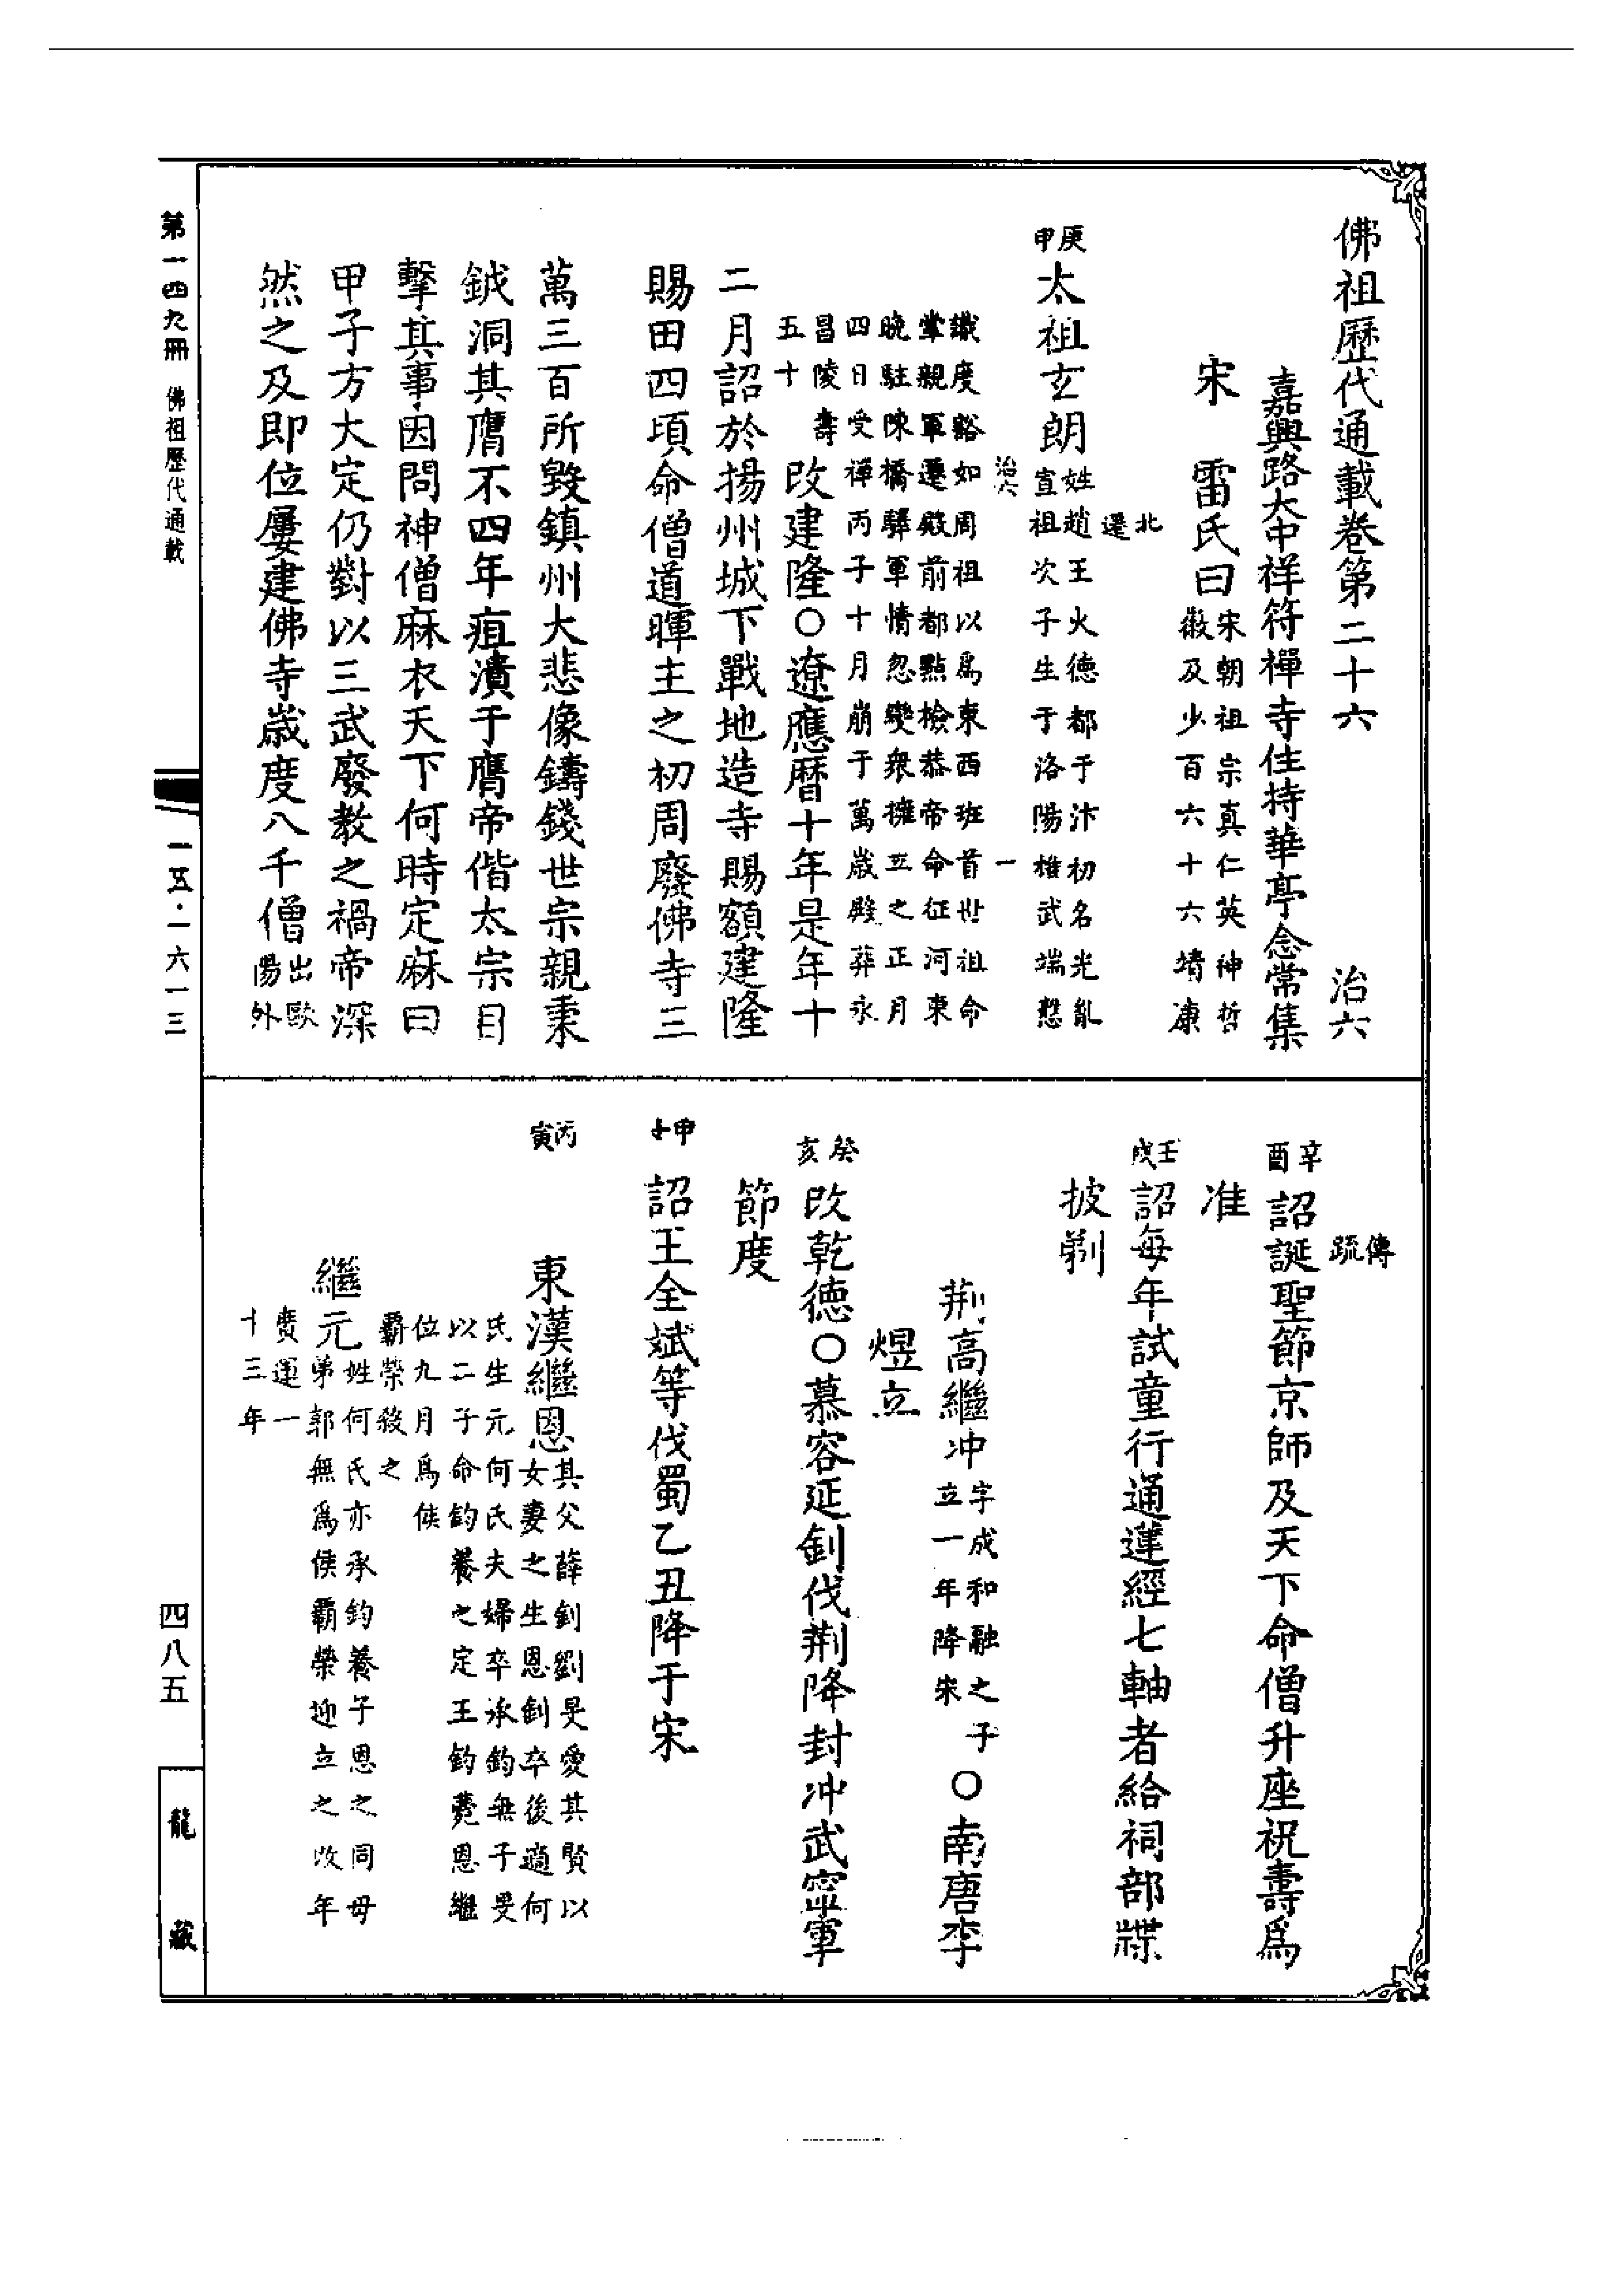 佛祖歷代通載卷第二十六　治六
嘉興路大中祥符禪寺住持華亭念常集
宋　雷氏曰宋朝祖宗真仁英神哲
徽及少百六十六靖康
北
遷
庚
申
太祖玄朗姓趙王火德都于汴初名光胤
宣祖次子生于洛陽雄武端慤
治六　一
識度豁如周祖以為東西班首世祖命
掌親軍遷殿前都點檢恭帝命征河東
晚駐陳橋驛軍情忽變衆擁立之正月
四日受禪丙子十月崩于萬歲殿葬永
昌陵壽
五十
改建隆○遼應曆十年是年十
二月詔於揚州城下戰地造寺賜額建隆
賜田四頃命僧道暉主之初周廢佛寺三
萬三百所毀鎮州大悲像鑄錢世宗親秉
鉞洞其膺不四年疽潰于膺帝偕太宗目
擊其事因問神僧麻衣天下何時定麻曰
甲子方大定仍對以三武廢教之禍帝深
然之及即位屢建佛寺歲度八千僧出歐
陽外
傳
疏
辛
酉
詔誕聖節京師及天下命僧升座祝壽為
准
壬
戌
詔每年試童行通蓮經七軸者給祠部牒
披剃
荆高繼冲字成和融之子
立一年降宋
○南唐李
煜立
癸
亥
改乾德○慕容延釗伐荆降封冲武寧軍
節度
甲
子
詔王全斌等伐蜀乙丑降于宋
丙
寅
東漢繼恩其父薛釗劉旻愛其賢以
女妻之生恩釗卒後適何
氏生元何氏夫婦卒承鈞無子旻
以二子命鈞養之定王鈞薨恩繼
位九月為侯
霸榮殺之
繼元姓何氏亦承鈞養子恩之同母
弟郭無為侯霸榮迎立之改年
廣運一
十三年
第一四九冊　佛祖歷代通載
一五·一六一三
四八五
龍藏